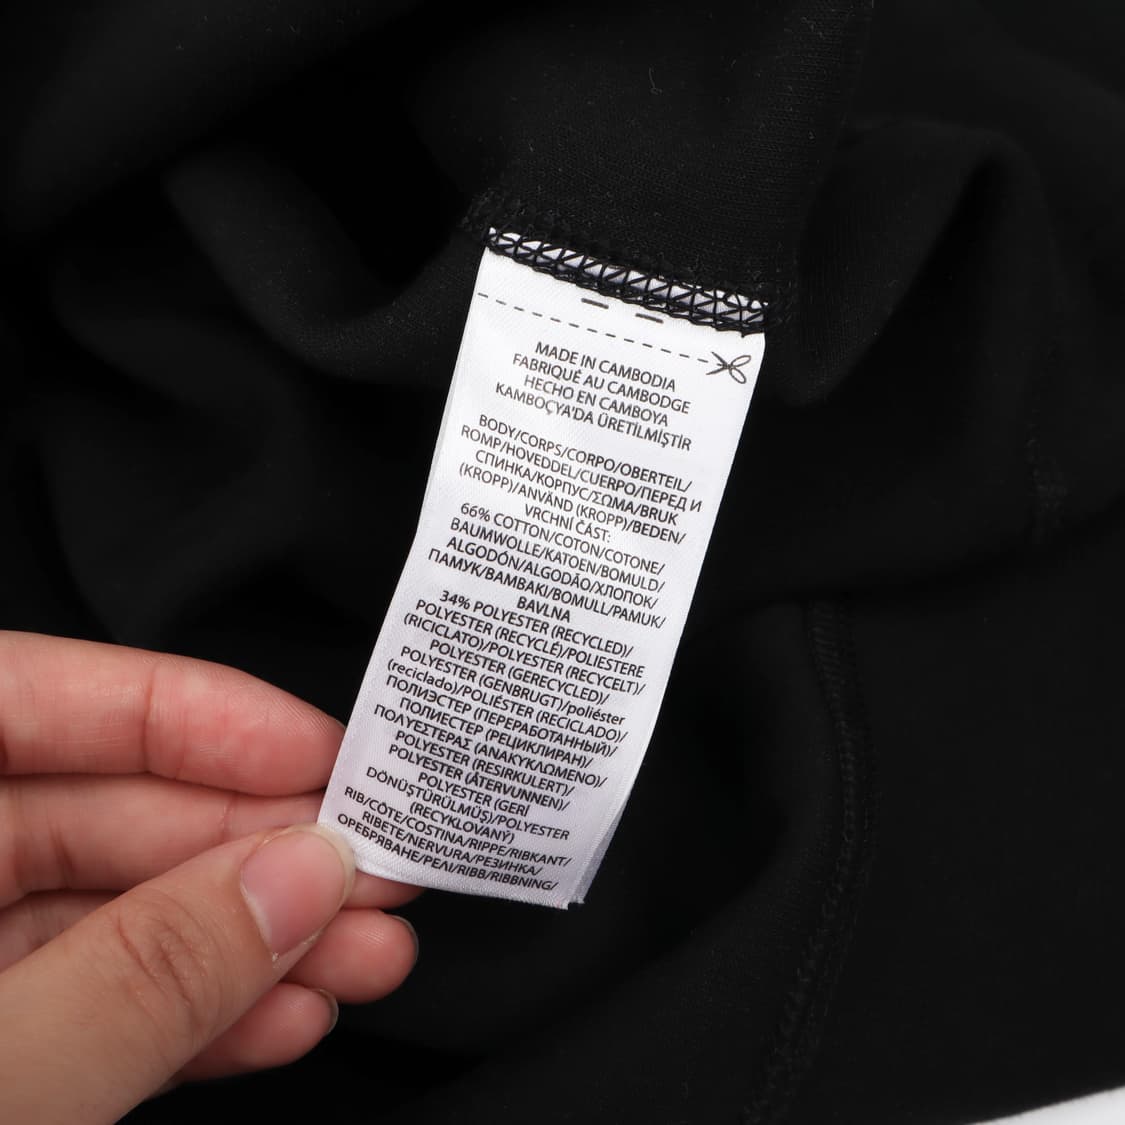 MADE IN CAMBODIA
FABRIQUÉ AU CAMBODGE
HECHO EN CAMBOYA
KAMBOÇYA'DA ÜRETİLMİŞTİR
BODY/CORPS/CORPO/OBERTEIL/
ROMP/HOVEDDEL/CUERPO/ПЕРЕД И
СПИНКА/КОРПУС/ΣΩΜΑ/BRUK
(KROPP)/ANVÄND (KROPP)/BEDEN/
VRCHNÍ ČÁST:
66% COTTON/COTON/COTONE/
BAUMWOLLE/KATOEN/BOMULD/
ALGODÓN/ALGODÃO/ХЛОПОК/
ПАМУК/ΒΑΜΒΑΚΙ/BOMULL/PAMUK/
BAVLNA
34% POLYESTER (RECYCLED)/
POLYESTER (RECYCLÉ)/POLIESTERE
(RICICLATO)/POLYESTER (RECYCELT)/
POLYESTER (GERECYCLED)/
POLYESTER (GENBRUGT)/poliéster
(reciclado)/POLIÉSTER (RECICLADO)/
ПОЛИЭСТЕР (ПЕРЕРАБОТАННЫЙ)/
ПОЛИЕСТЕР (РЕЦИКЛИРАН)/
ΠΟΛΥΕΣΤΕΡΑΣ (ΑΝΑΚΥΚΛΩΜΕΝΟ)/
POLYESTER (RESIRKULERT)/
POLYESTER (ÅTERVUNNEN)/
POLYESTER (GERİ
DÖNÜŞTÜRÜLMÜŞ)/POLYESTER
(RECYKLOVANÝ)
RIB/CÔTE/COSTINA/RIPPE/RIBKANT/
RIBETE/NERVURA/РЕЗИНКА/
ОРЕБРЯВАНЕ/ΡΕΛΙ/RIBB/RIBBNING/